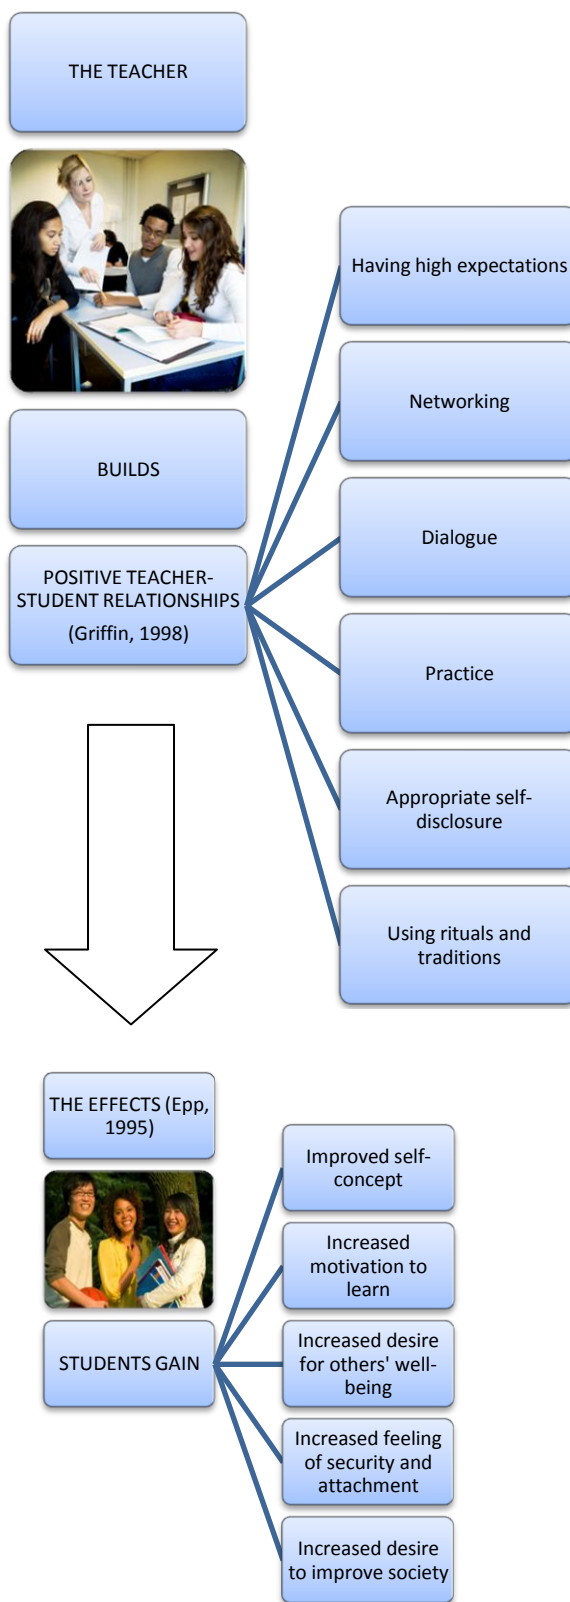 THE TEACHER
BUILDS
POSITIVE TEACHER-
STUDENT RELATIONSHIPS
(Griffin, 1998)
Having high expectations
Networking
Dialogue
Practice
Appropriate self-
disclosure
Using rituals and
traditions
THE EFFECTS (Epp,
1995)
STUDENTS GAIN
Improved self-
concept
Increased
motivation to
learn
Increased desire
for others' well-
being
Increased feeling
of security and
attachment
Increased desire
to improve society